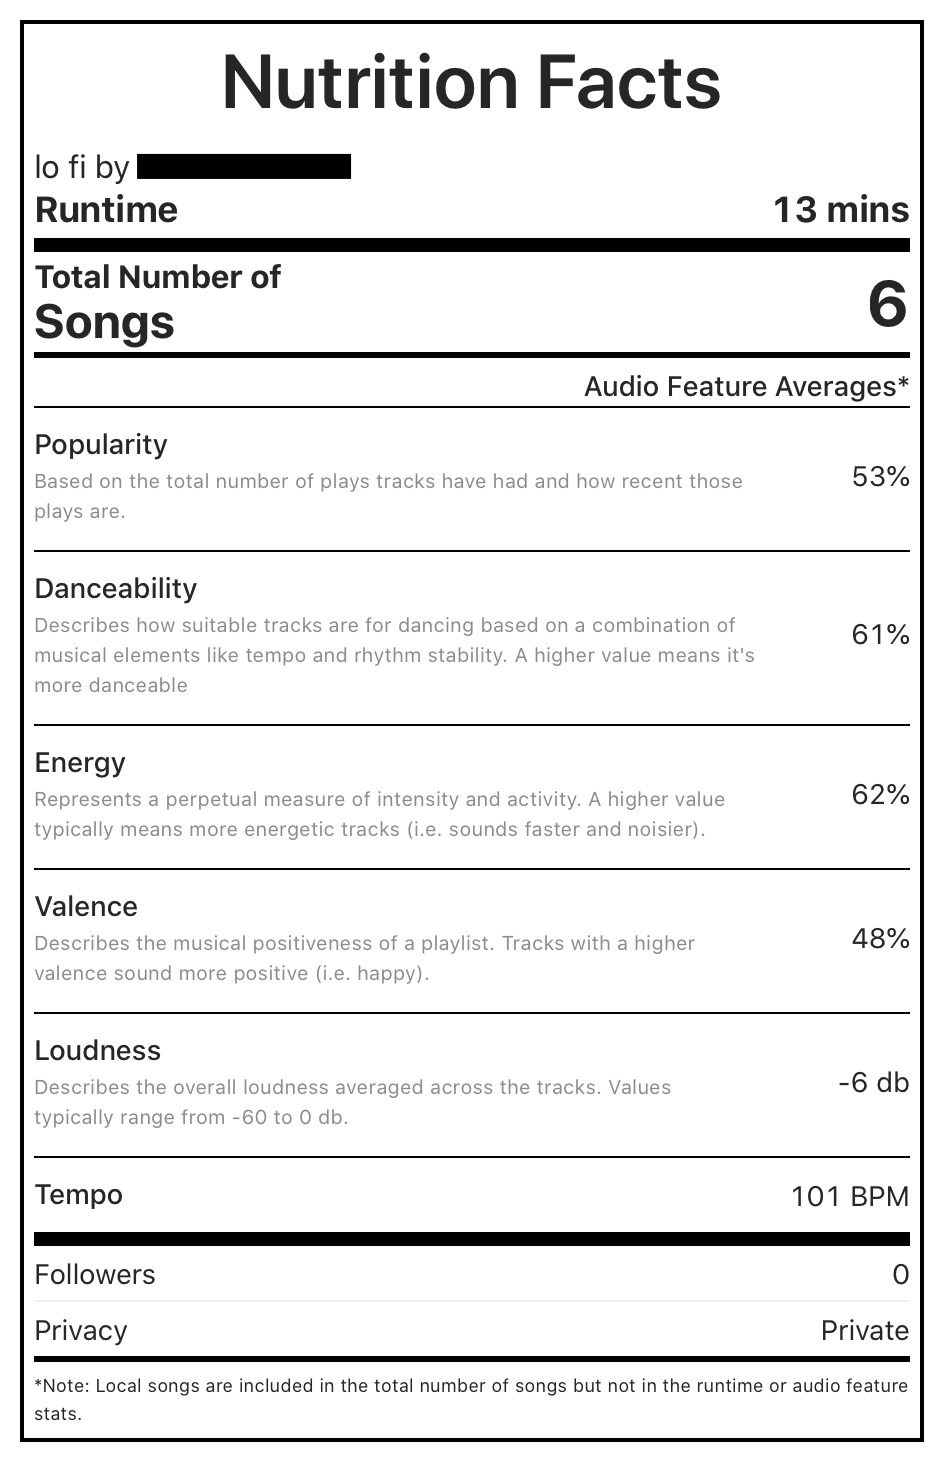 Nutrition Facts
lo fi by
Runtime 13 mins
Total Number of
Songs 6
Audio Feature Averages*
Popularity
Based on the total number of plays tracks have had and how recent those
plays are.
53%
Danceability
Describes how suitable tracks are for dancing based on a combination of
musical elements like tempo and rhythm stability. A higher value means it's
more danceable
61%
Energy
Represents a perpetual measure of intensity and activity. A higher value
typically means more energetic tracks (i.e. sounds faster and noisier).
62%
Valence
Describes the musical positiveness of a playlist. Tracks with a higher
valence sound more positive (i.e. happy).
48%
Loudness
Describes the overall loudness averaged across the tracks. Values
typically range from -60 to 0 db.
-6 db
Tempo 101 BPM
Followers 0
Privacy Private
*Note: Local songs are included in the total number of songs but not in the runtime or audio feature
stats.